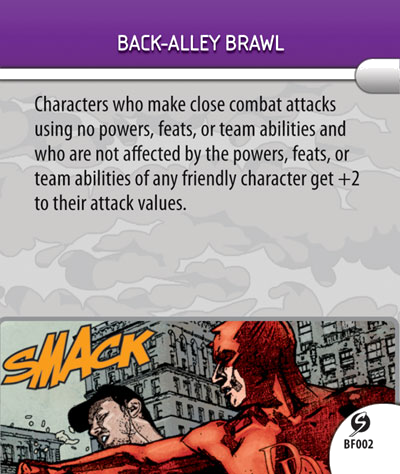 BACK-ALLEY BRAWL
Characters who make close combat attacks
using no powers, feats, or team abilities and
who are not affected by the powers, feats, or
team abilities of any friendly character get +2
to their attack values.
SMACK
BF002